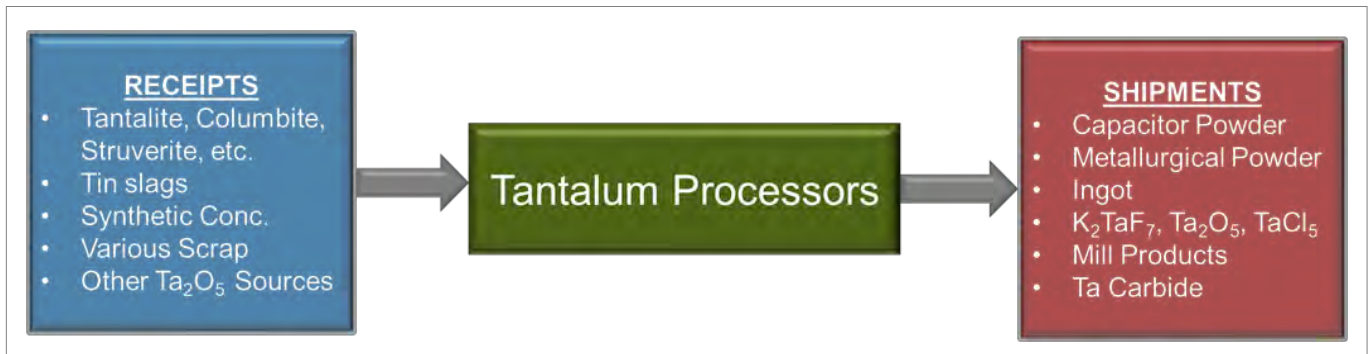 RECEIPTS
• Tantalite, Columbite,
Struverite, etc.
• Tin slags
• Synthetic Conc.
• Various Scrap
• Other Ta₂O₅ Sources
Tantalum Processors
SHIPMENTS
• Capacitor Powder
• Metallurgical Powder
• Ingot
• K₂TaF₇, Ta₂O₅, TaCl₅
• Mill Products
• Ta Carbide